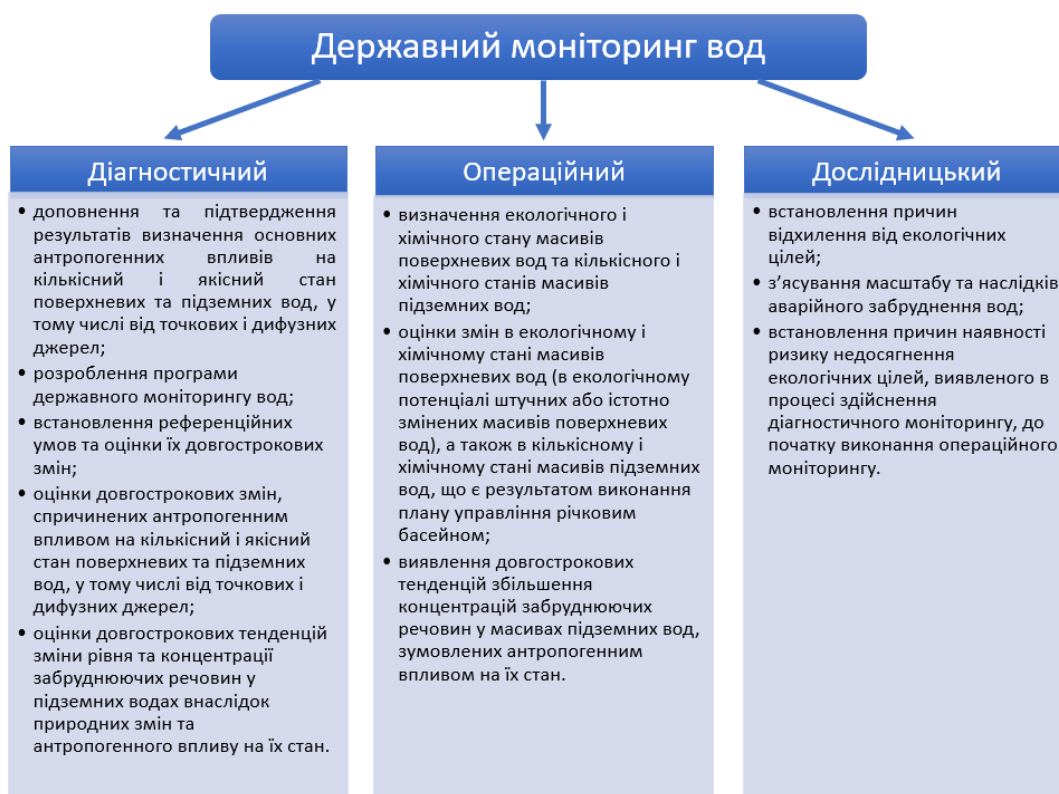 Державний моніторинг вод
Діагностичний
• доповнення та підтвердження
результатів визначення основних
антропогенних впливів на
кількісний і якісний стан
поверхневих та підземних вод, у
тому числі від точкових і дифузних
джерел;
• розроблення програми
державного моніторингу вод;
• встановлення референційних
умов та оцінки їх довгострокових
змін;
• оцінки довгострокових змін,
спричинених антропогенним
впливом на кількісний і якісний
стан поверхневих та підземних
вод, у тому числі від точкових і
дифузних джерел;
• оцінки довгострокових тенденцій
зміни рівня та концентрації
забруднюючих речовин у
підземних водах внаслідок
природних змін та
антропогенного впливу на їх стан.
Операційний
• визначення екологічного і
хімічного стану масивів
поверхневих вод та кількісного і
хімічного станів масивів
підземних вод;
• оцінки змін в екологічному і
хімічному стані масивів
поверхневих вод (в екологічному
потенціалі штучних або істотно
змінених масивів поверхневих
вод), а також в кількісному і
хімічному стані масивів підземних
вод, що є результатом виконання
плану управління річковим
басейном;
• виявлення довгострокових
тенденцій збільшення
концентрацій забруднюючих
речовин у масивах підземних вод,
зумовлених антропогенним
впливом на їх стан.
Дослідницький
• встановлення причин
відхилення від екологічних
цілей;
• з’ясування масштабу та наслідків
аварійного забруднення вод;
• встановлення причин наявності
ризику недосягнення
екологічних цілей, виявленого в
процесі здійснення
діагностичного моніторингу, до
початку виконання операційного
моніторингу.